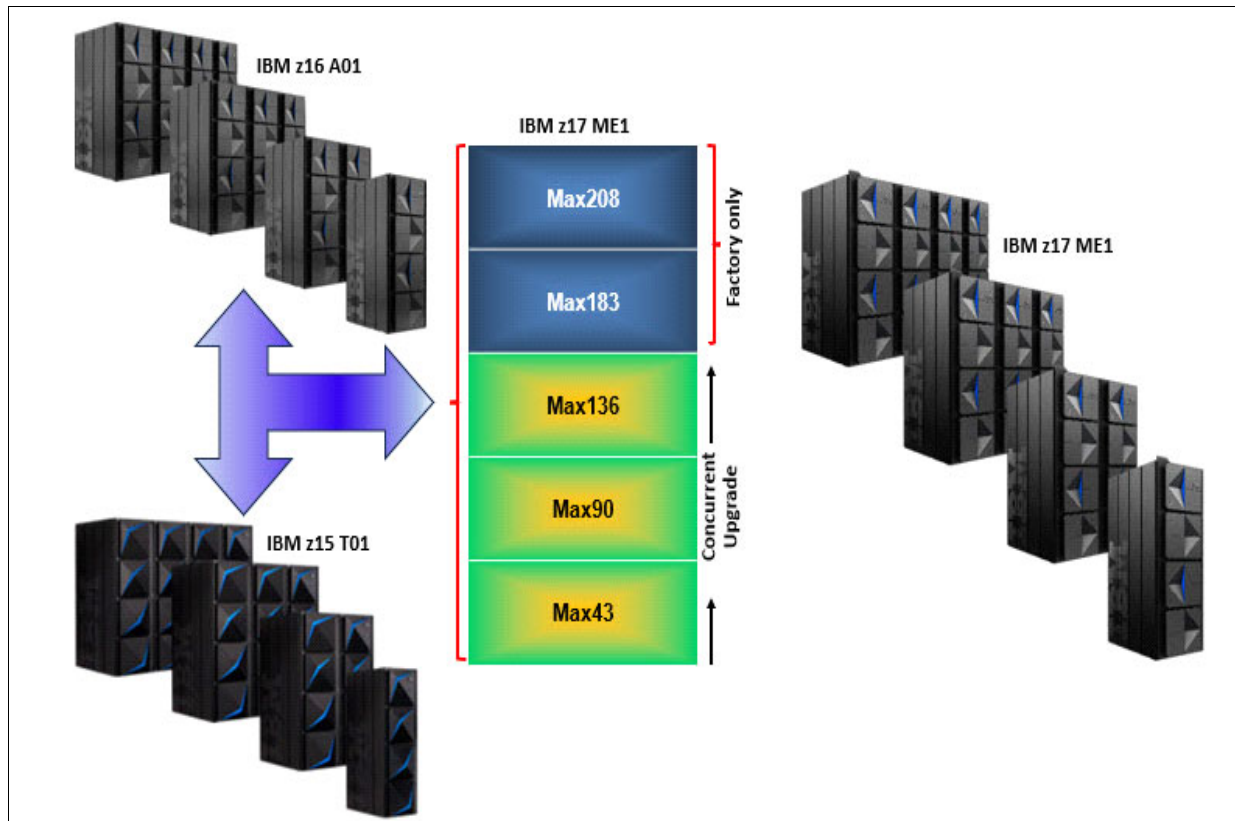 IBM z16 A01
IBM z17 ME1
Max208
Max183
Factory only
Max136
Max90
Max43
Concurrent
Upgrade
IBM z17 ME1
IBM z15 T01